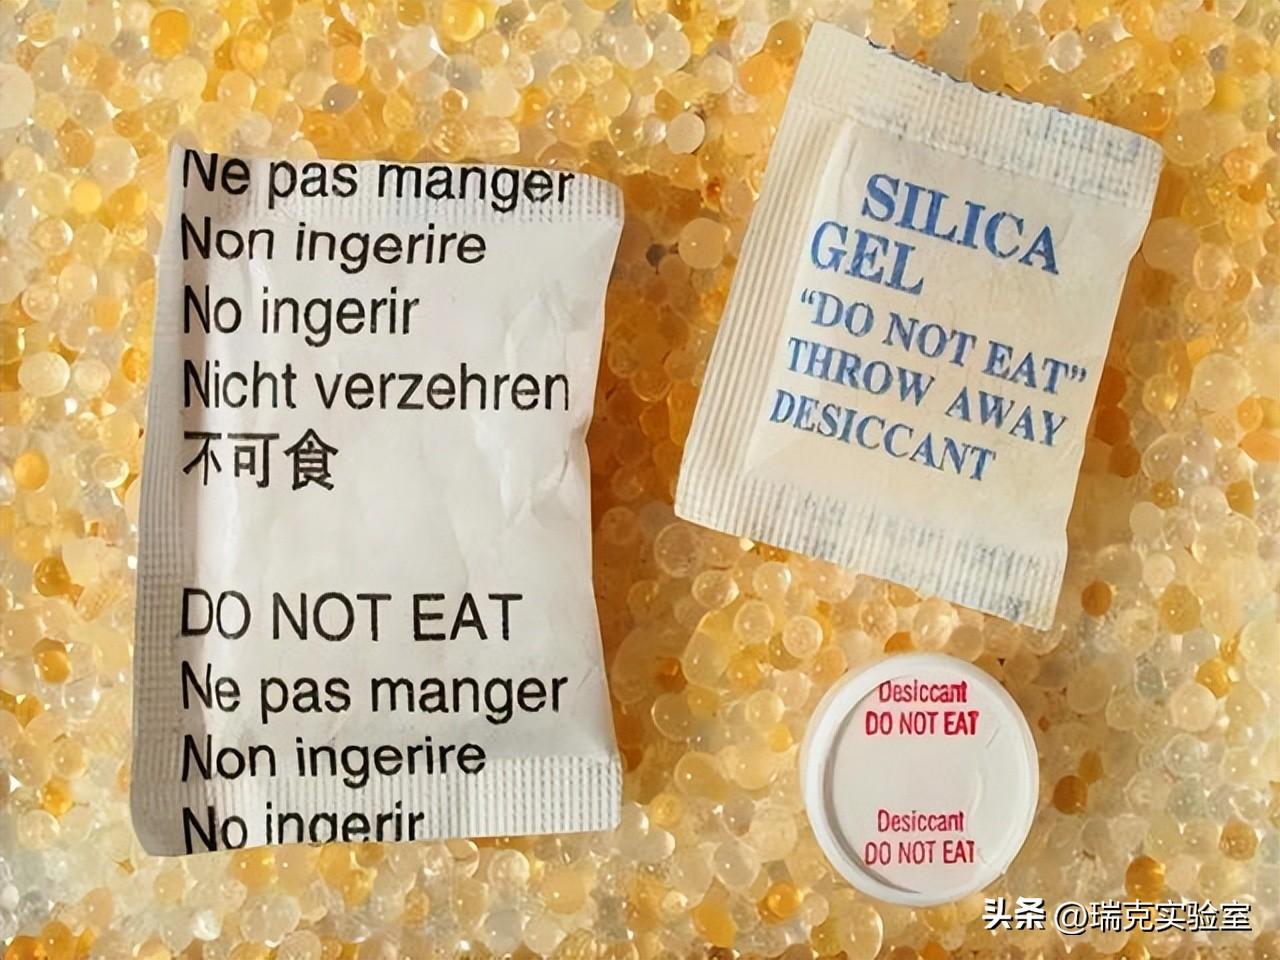 Ne pas manger
Non ingerire
No ingerir
Nicht verzehren
不可食
DO NOT EAT
Ne pas manger
Non ingerire
No ingerir
SILICA
GEL
“DO NOT EAT”
THROW AWAY
DESICCANT
Desiccant
DO NOT EAT
Desiccant
DO NOT EAT
头条 @瑞克实验室